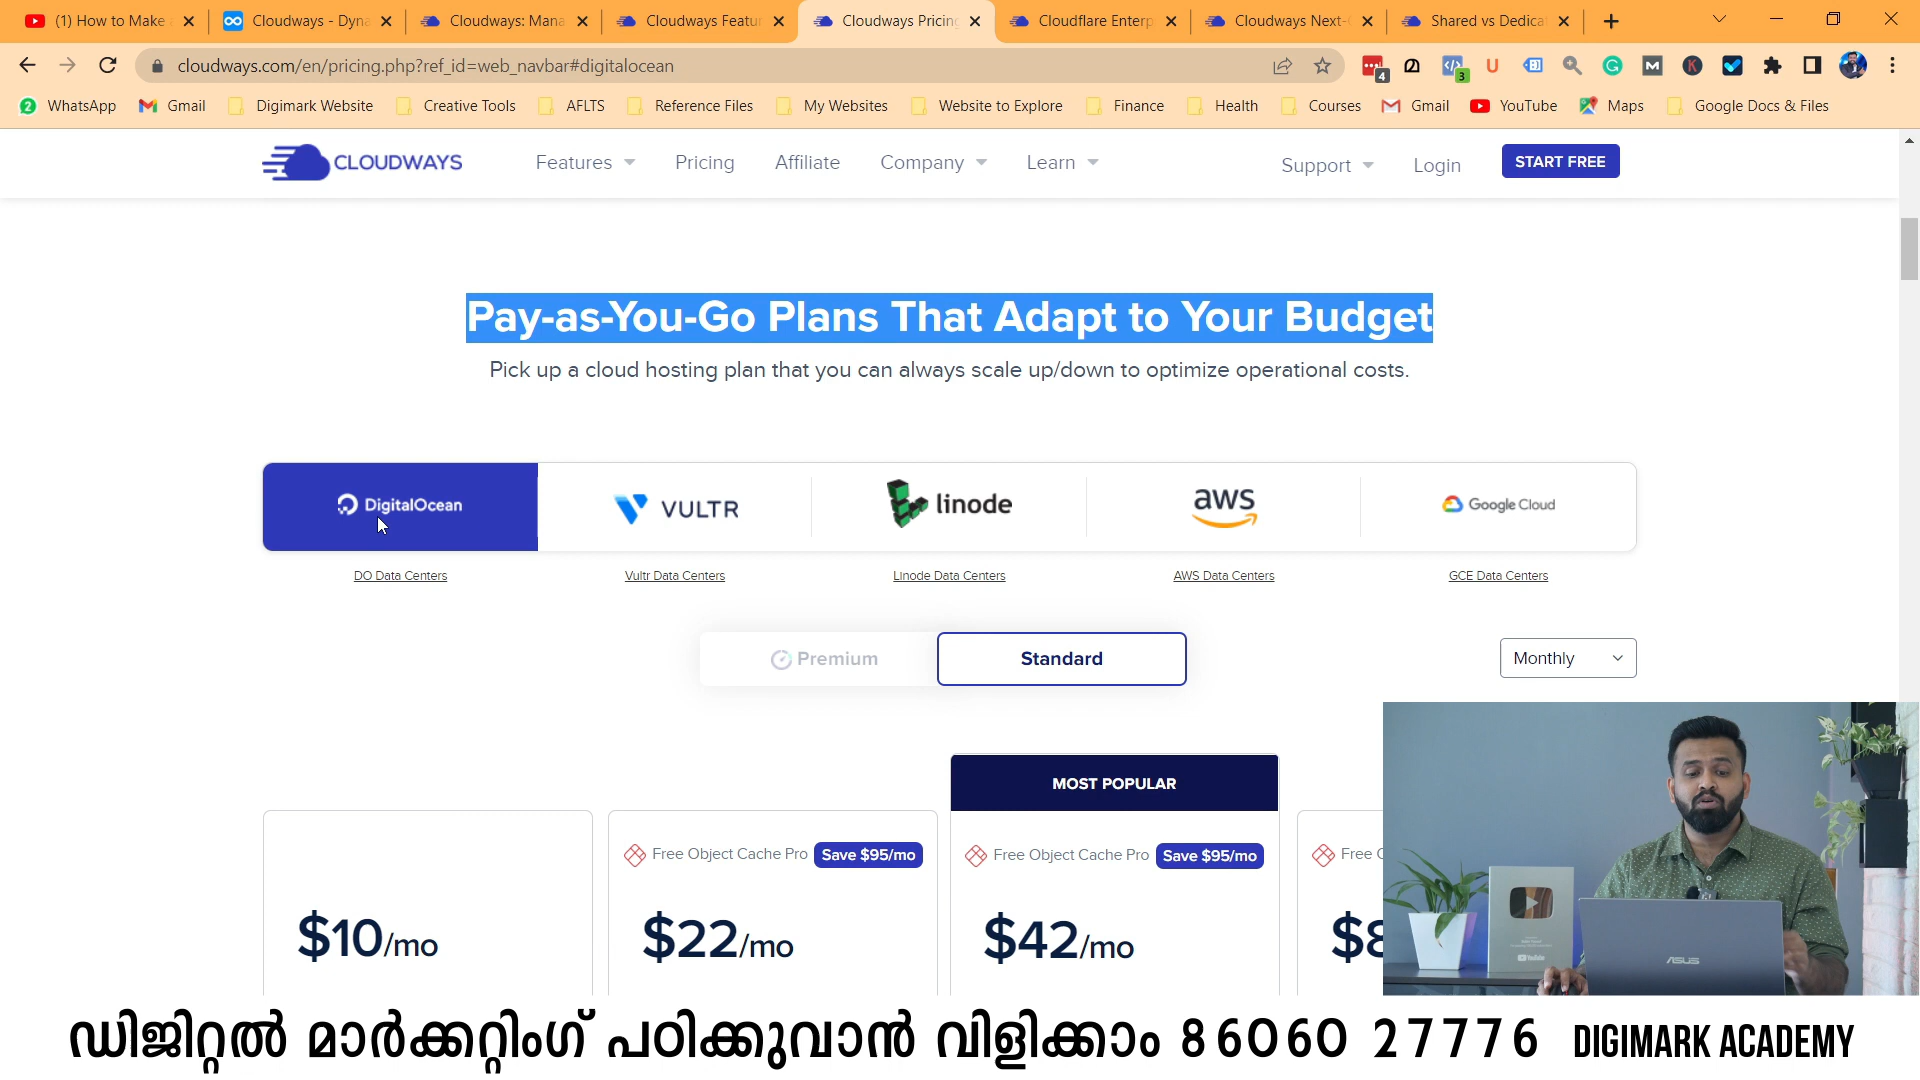 (1) How to Make
Cloudways - Dyna
Cloudways: Mana
Cloudways Featur
Cloudways Pricing
Cloudflare Enterp
Cloudways Next-
Shared vs Dedica
cloudways.com/en/pricing.php?ref_id=web_navbar#digitalocean
WhatsApp Gmail Digimark Website Creative Tools AFLTS Reference Files My Websites Website to Explore Finance Health Courses Gmail YouTube Maps Google Docs & Files
CLOUDWAYS Features Pricing Affiliate Company Learn Support Login START FREE
Pay-as-You-Go Plans That Adapt to Your Budget
Pick up a cloud hosting plan that you can always scale up/down to optimize operational costs.
DigitalOcean VULTR linode aws Google Cloud
DO Data Centers Vultr Data Centers Linode Data Centers AWS Data Centers GCE Data Centers
Premium Standard Monthly
MOST POPULAR
Free Object Cache Pro Save $95/mo Free Object Cache Pro Save $95/mo Free
$10/mo $22/mo $42/mo $8
YouTube
ASUS
ഡിജിറ്റൽ മാർക്കറ്റിംഗ് പഠിക്കുവാൻ വിളിക്കാം 86060 27776 DIGIMARK ACADEMY